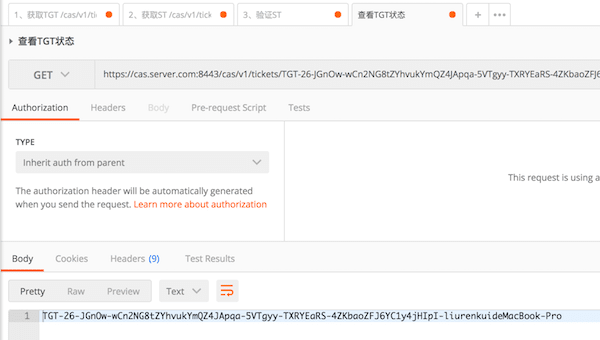 1、获取TGT /cas/v1/ticl
2、获取ST /cas/v1/tick
3、验证ST
查看TGT状态
查看TGT状态
GET
https://cas.server.com:8443/cas/v1/tickets/TGT-26-JGnOw-wCn2NG8tZYhvukYmQZ4JApqa-5VTgyy-TXRYEaRS-4ZKbaoZFJ6
Authorization
Headers
Body
Pre-request Script
Tests
TYPE
Inherit auth from parent
The authorization header will be automatically generated
when you send the request. Learn more about authorization
This request is using a
Body
Cookies
Headers (9)
Test Results
Pretty
Raw
Preview
Text
1 TGT-26-JGnOw-wCn2NG8tZYhvukYmQZ4JApqa-5VTgyy-TXRYEaRS-4ZKbaoZFJ6YC1y4jHIpI-liurenkuideMacBook-Pro